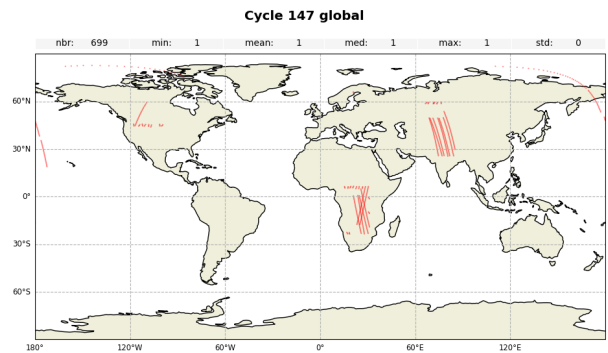 Cycle 147 global
nbr: 699 min: 1 mean: 1 med: 1 max: 1 std: 0
60°N
30°N
0°
30°S
60°S
180° 120°W 60°W 0° 60°E 120°E